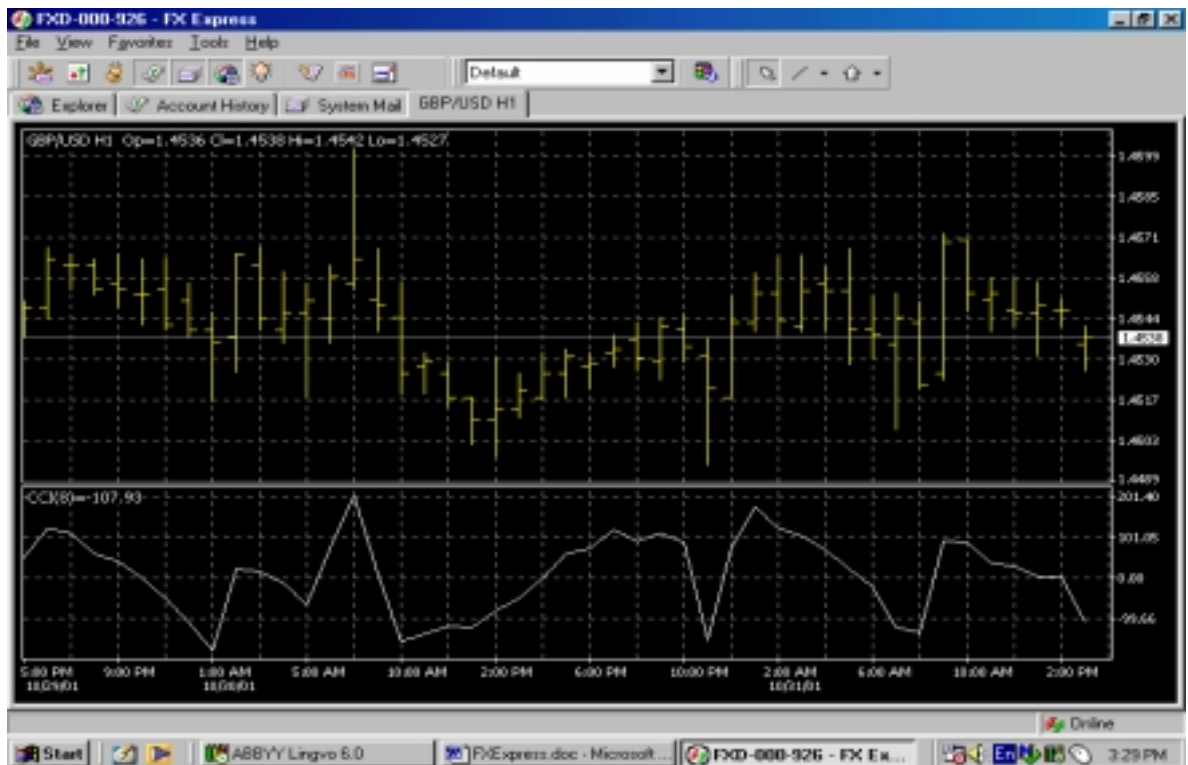 FXD-000-926 - FX Express
File View Favorites Tools Help
Default
Explorer Account History System Mail GBP/USD H1
GBP/USD H1 Op=1.4536 Cl=1.4538 Hi=1.4542 Lo=1.4527
1.4599
1.4585
1.4571
1.4558
1.4544
1.4538
1.4530
1.4517
1.4503
1.4489
CCI(8)=-107.93
201.40
101.05
0.00
-99.66
5:00 PM 9:00 PM 1:00 AM 5:00 AM 10:00 AM 2:00 PM 6:00 PM 10:00 PM 2:00 AM 6:00 AM 10:00 AM 2:00 PM
10/29/01 10/30/01 10/31/01
Online
Start ABBYY Lingvo 6.0 FXExpress.doc - Microsoft ... FXD-000-926 - FX Ex... En 3:29 PM